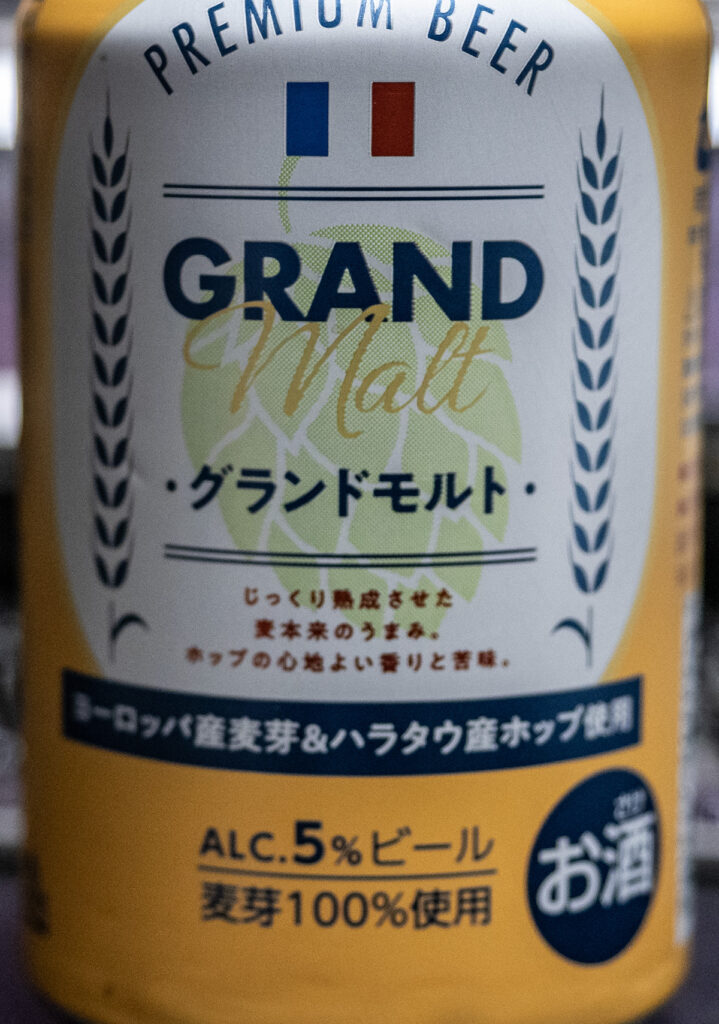 PREMIUM BEER
GRAND
Malt
・グランドモルト・
じっくり熟成させた
麦本来のうまみ。
ホップの心地よい香りと苦味。
ヨーロッパ産麦芽&ハラタウ産ホップ使用
ALC.5%ビール
麦芽100%使用
お酒